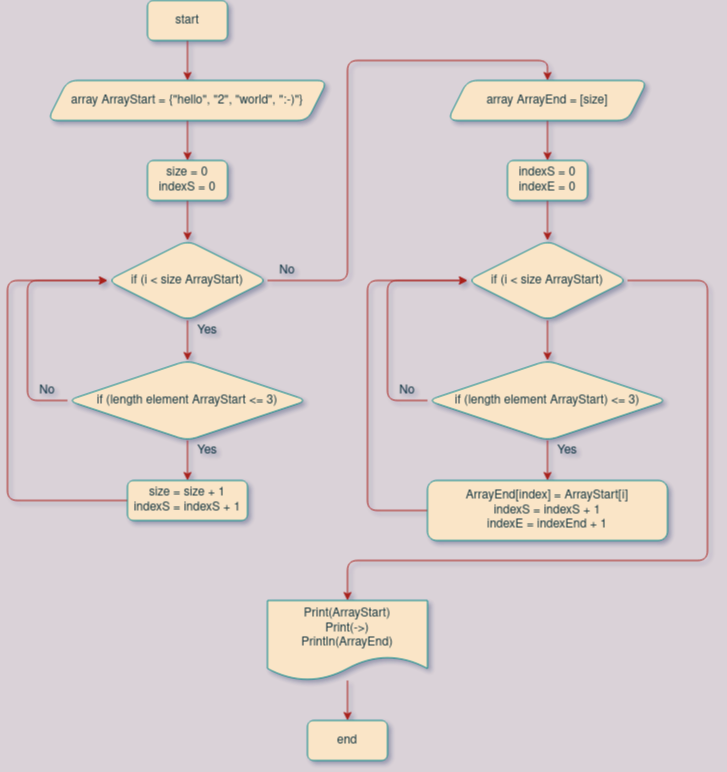 start
array ArrayStart = {"hello", "2", "world", ":-)"}
size = 0
indexS = 0
if (i < size ArrayStart)
No
Yes
if (length element ArrayStart <= 3)
No
Yes
size = size + 1
indexS = indexS + 1
array ArrayEnd = [size]
indexS = 0
indexE = 0
if (i < size ArrayStart)
if (length element ArrayStart) <= 3)
No
Yes
ArrayEnd[index] = ArrayStart[i]
indexS = indexS + 1
indexE = indexEnd + 1
Print(ArrayStart)
Print(->)
Println(ArrayEnd)
end